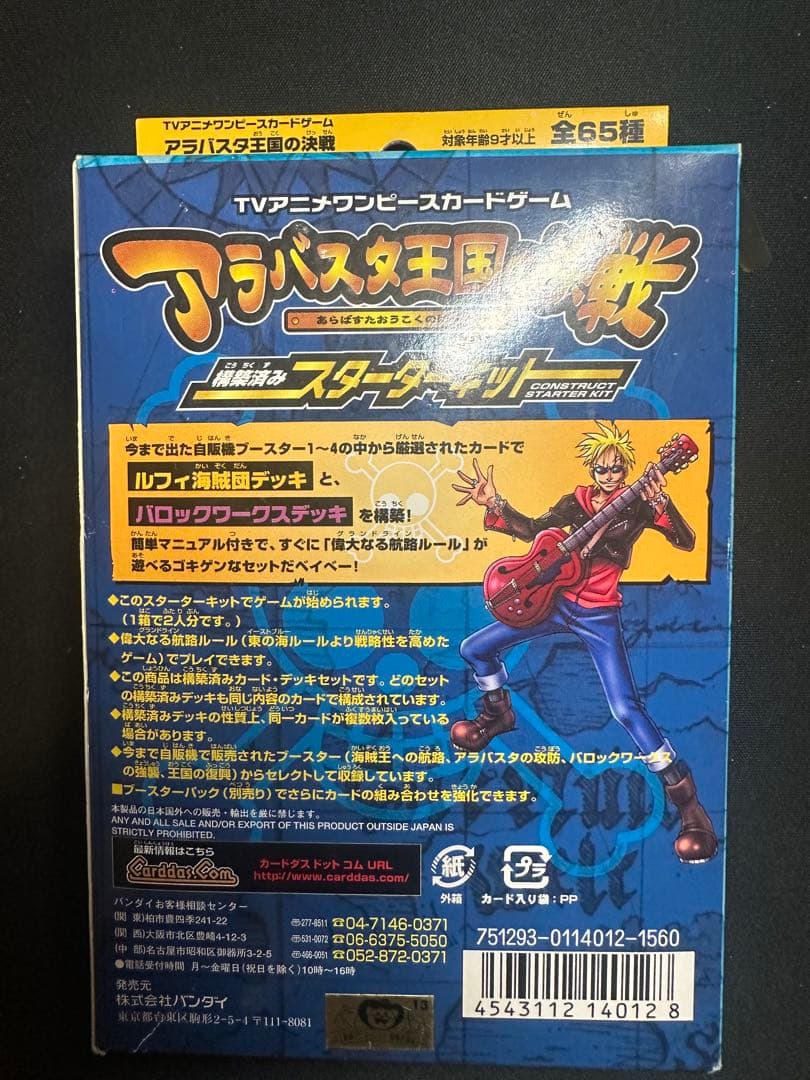 TVアニメワンピースカードゲーム
アラバスタ王国の決戦
対象年齢9才以上
全65種
TVアニメワンピースカードゲーム
アラバスタ王国 戦
あらばすたおうこくの
構築済み スターターキット CONSTRUCT STARTER KIT
今まで出た自販機ブースター1〜4の中から厳選されたカードで
ルフィ海賊団デッキ と、
バロックワークスデッキ を構築!
簡単マニュアル付きで、すぐに「偉大なる航路ルール」が
遊べるゴキゲンなセットだベイベー!
◆このスターターキットでゲームが始められます。
(1箱で2人分です。)
◆偉大なる航路ルール(東の海ルールより戦略性を高めた
ゲーム)でプレイできます。
◆この商品は構築済みカード・デッキセットです。どのセット
の構築済みデッキも同じ内容のカードで構成されています。
◆構築済みデッキの性質上、同一カードが複数枚入っている
場合があります。
◆今まで自販機で販売されたブースター(海賊王への航路、アラバスタの攻防、バロックワークス
の強襲、王国の復興)からセレクトして収録しています。
■ブースターパック(別売り)でさらにカードの組み合わせを強化できます。
本製品の日本国外への販売・輸出を厳に禁じます。
ANY AND ALL SALE AND/OR EXPORT OF THIS PRODUCT OUTSIDE JAPAN IS
STRICTLY PROHIBITED.
最新情報はこちら
Carddas.Com
カードダス ドット コム URL
http://www.carddas.com/
紙
外箱
プラ
カード入り袋:PP
バンダイお客様相談センター
(関 東)柏市豊四季241-22 〒277-8511 ☎04-7146-0371
(関 西)大阪市北区豊崎4-12-3 〒531-0072 ☎06-6375-5050
(中 部)名古屋市昭和区御器所3-2-5 〒466-0051 ☎052-872-0371
●電話受付時間 月〜金曜日(祝日を除く)10時〜16時
発売元
株式会社バンダイ
東京都台東区駒形2-5-4 〒111-8081
13
751293-0114012-1560
4543112 140128